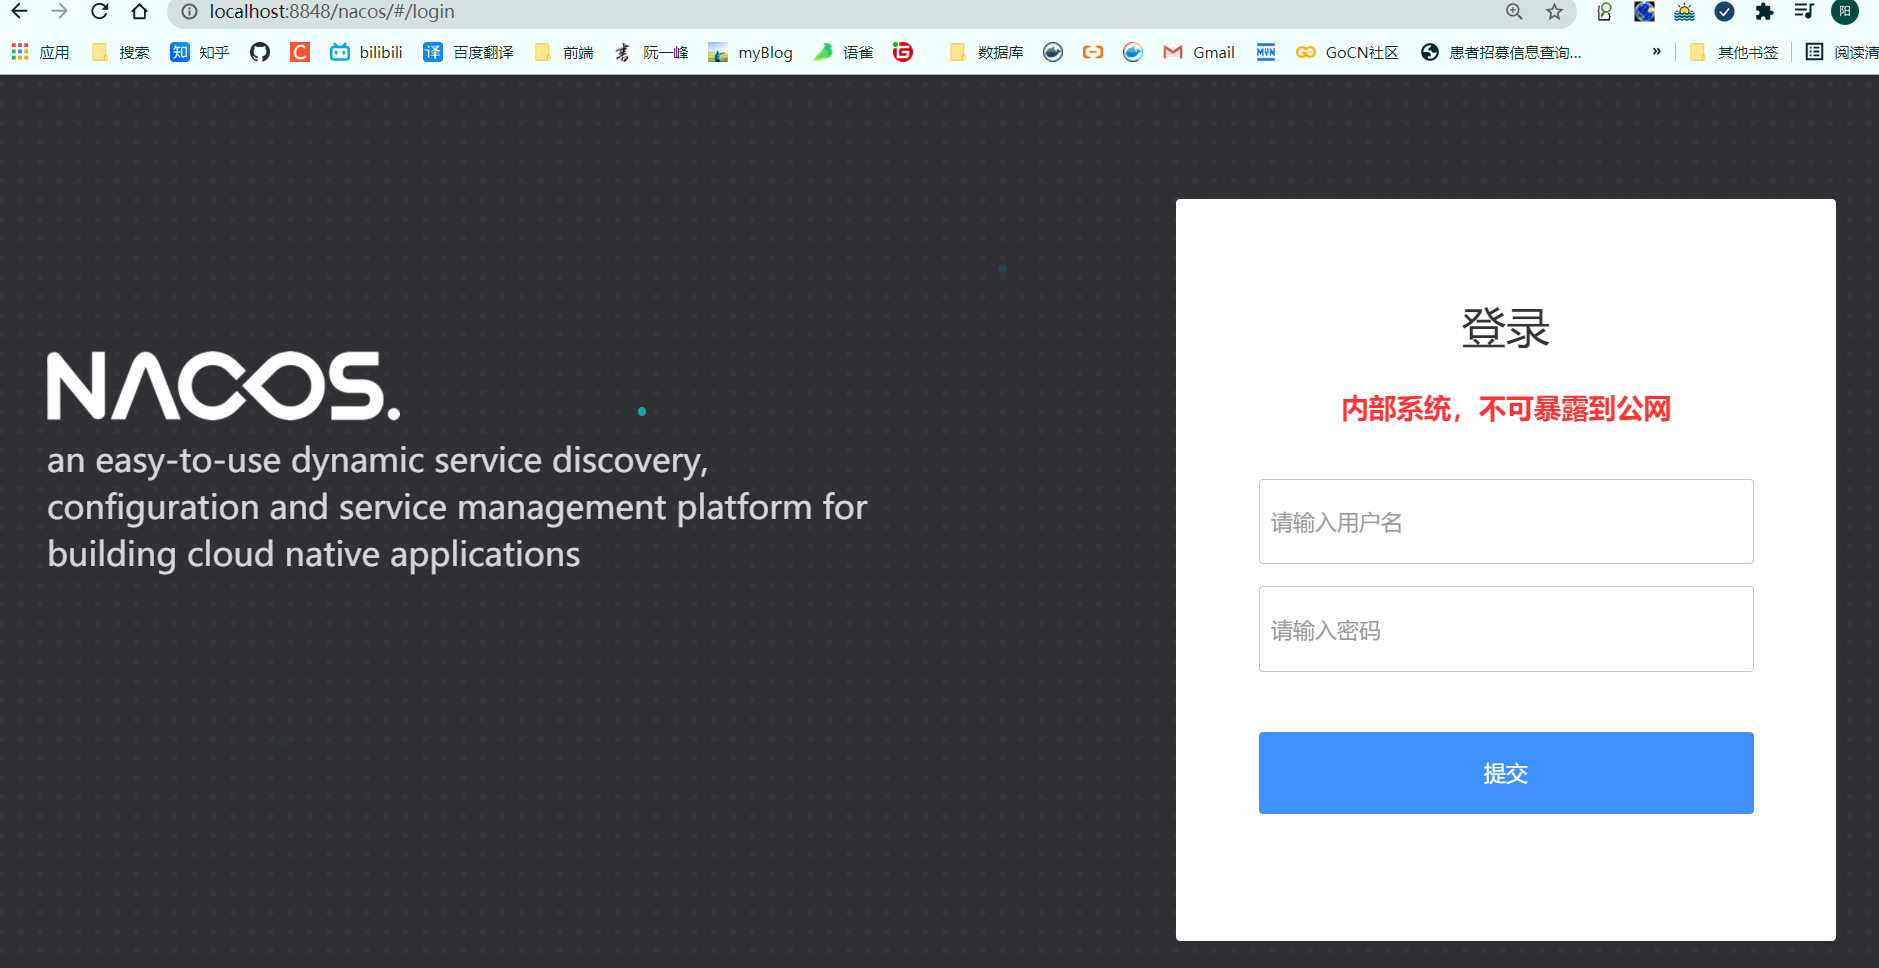 localhost:8848/nacos/#/login
阳
应用 搜索 知 知乎 C bilibili 译 百度翻译 前端 阮一峰 myBlog 语雀 G 数据库 Gmail MVN GoCN社区 患者招募信息查询... » 其他书签 阅读清
登录
内部系统，不可暴露到公网
NACOS.
an easy-to-use dynamic service discovery,
configuration and service management platform for
building cloud native applications
请输入用户名
请输入密码
提交